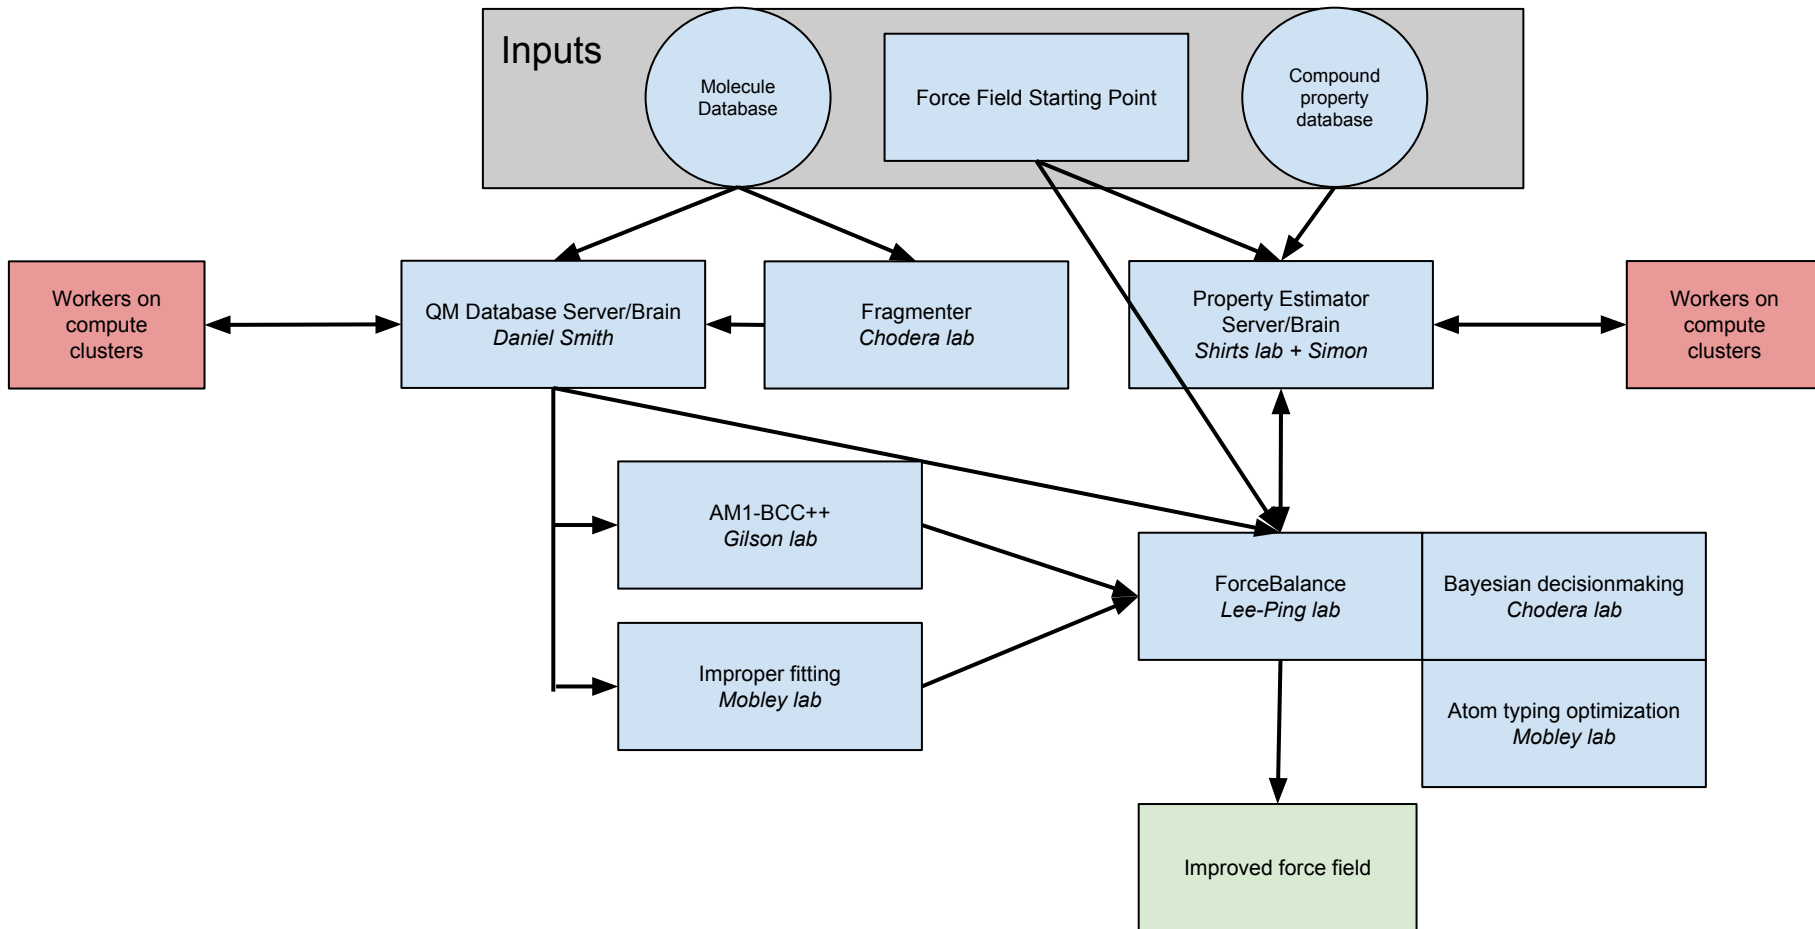 Inputs
Molecule
Database
Force Field Starting Point
Compound
property
database
Workers on
compute
clusters
QM Database Server/Brain
Daniel Smith
Fragmenter
Chodera lab
Property Estimator
Server/Brain
Shirts lab + Simon
Workers on
compute
clusters
AM1-BCC++
Gilson lab
ForceBalance
Lee-Ping lab
Bayesian decisionmaking
Chodera lab
Improper fitting
Mobley lab
Atom typing optimization
Mobley lab
Improved force field